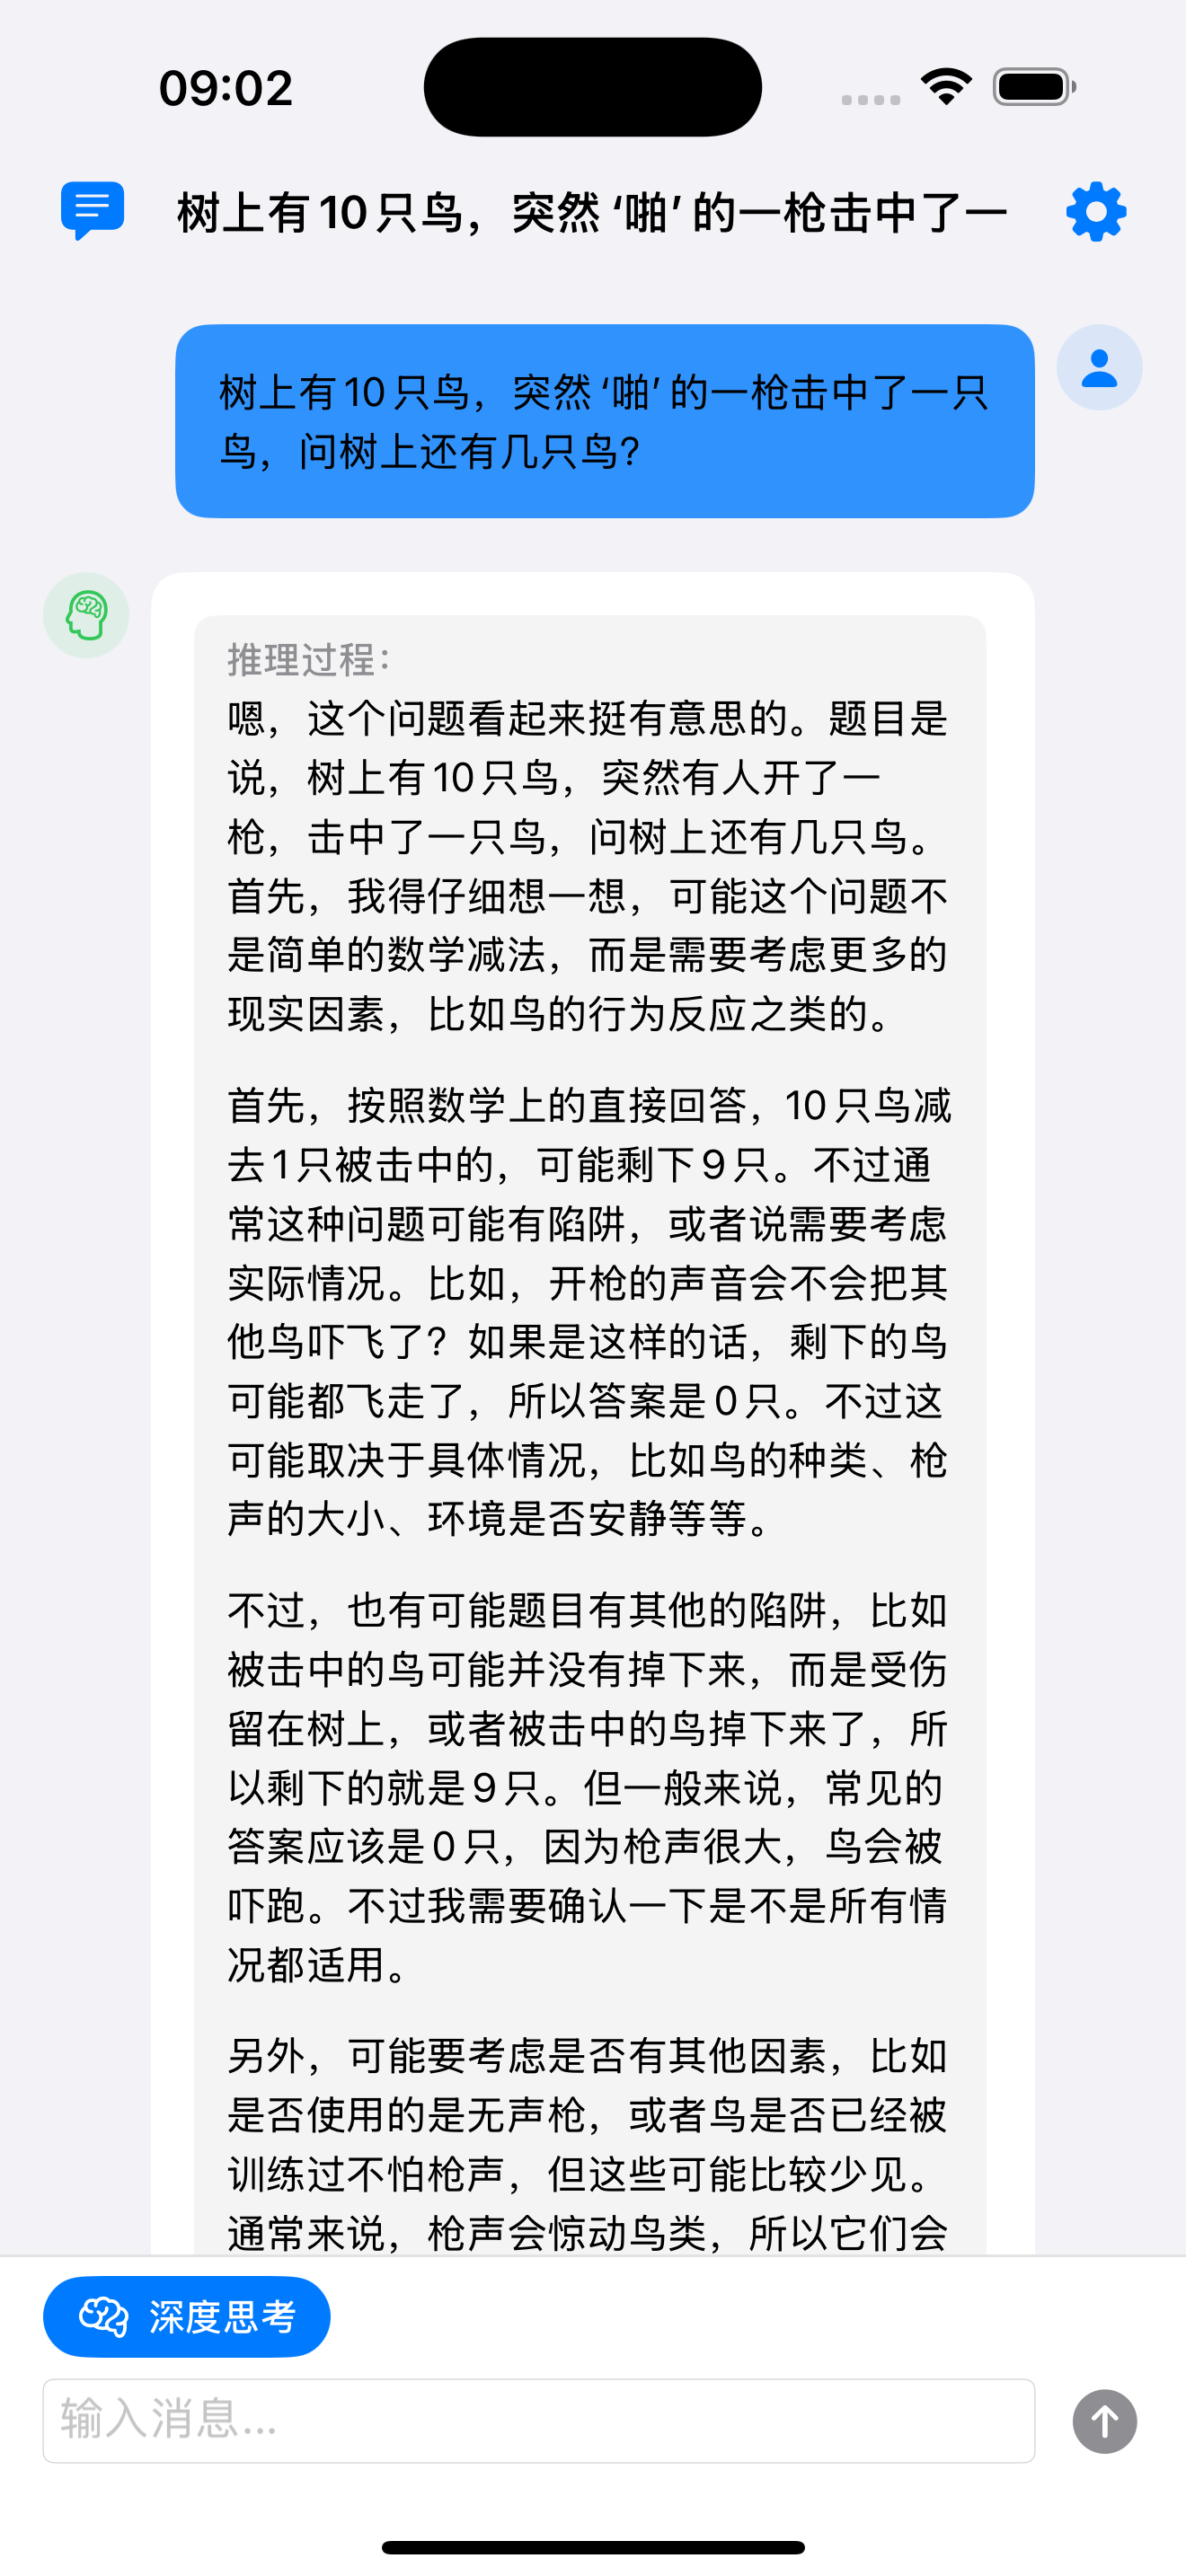 09:02
树上有10只鸟，突然 ‘啪’ 的一枪击中了一
树上有10只鸟，突然 ‘啪’ 的一枪击中了一只
鸟，问树上还有几只鸟？
推理过程：
嗯，这个问题看起来挺有意思的。题目是
说，树上有10只鸟，突然有人开了一
枪，击中了一只鸟，问树上还有几只鸟。
首先，我得仔细想一想，可能这个问题不
是简单的数学减法，而是需要考虑更多的
现实因素，比如鸟的行为反应之类的。
首先，按照数学上的直接回答，10只鸟减
去1只被击中的，可能剩下9只。不过通
常这种问题可能有陷阱，或者说需要考虑
实际情况。比如，开枪的声音会不会把其
他鸟吓飞了？如果是这样的话，剩下的鸟
可能都飞走了，所以答案是0只。不过这
可能取决于具体情况，比如鸟的种类、枪
声的大小、环境是否安静等等。
不过，也有可能题目有其他的陷阱，比如
被击中的鸟可能并没有掉下来，而是受伤
留在树上，或者被击中的鸟掉下来了，所
以剩下的就是9只。但一般来说，常见的
答案应该是0只，因为枪声很大，鸟会被
吓跑。不过我需要确认一下是不是所有情
况都适用。
另外，可能要考虑是否有其他因素，比如
是否使用的是无声枪，或者鸟是否已经被
训练过不怕枪声，但这些可能比较少见。
通常来说，枪声会惊动鸟类，所以它们会
深度思考
输入消息...